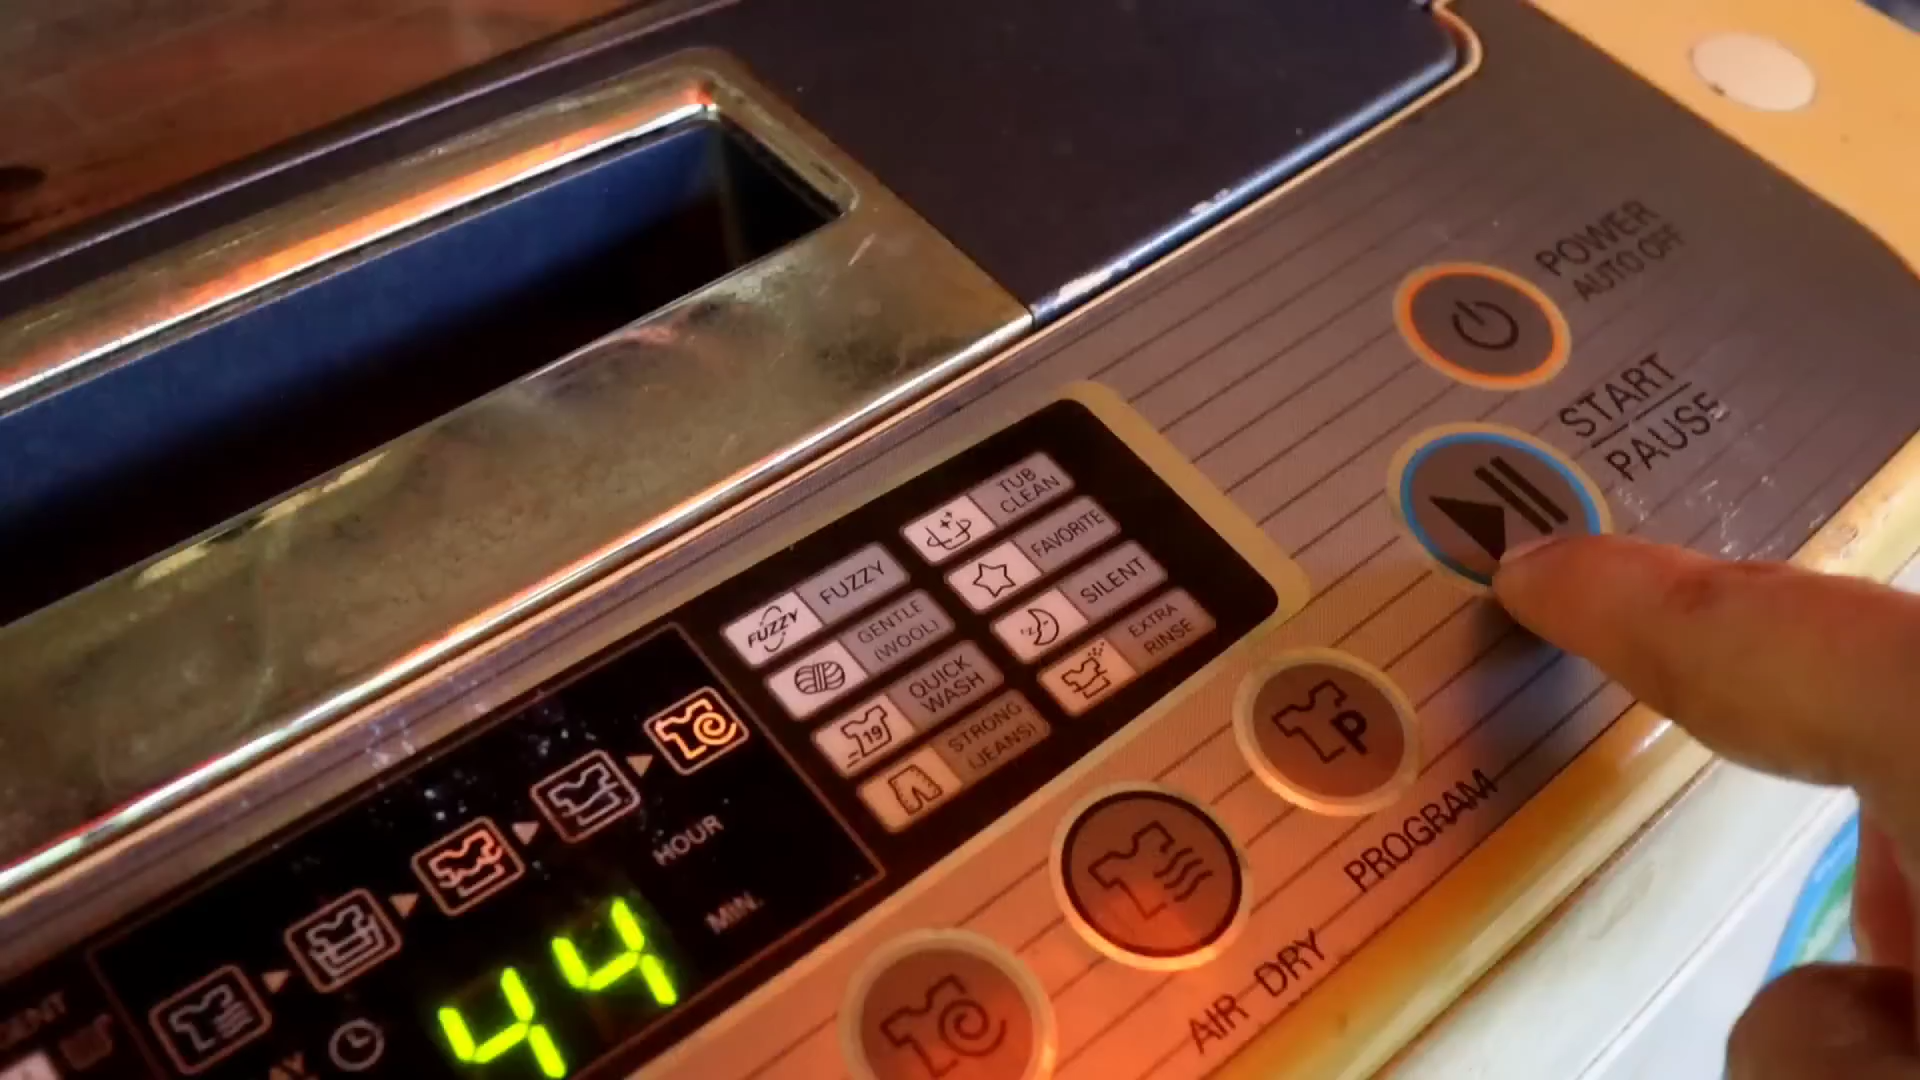 POWER
AUTO OFF
START
PAUSE
TUB
CLEAN
FAVORITE
SILENT
EXTRA
RINSE
FUZZY
FUZZY
GENTLE
(WOOL)
19
QUICK
WASH
STRONG
(JEANS)
HOUR
MIN.
44
P
PROGRAM
AIR DRY